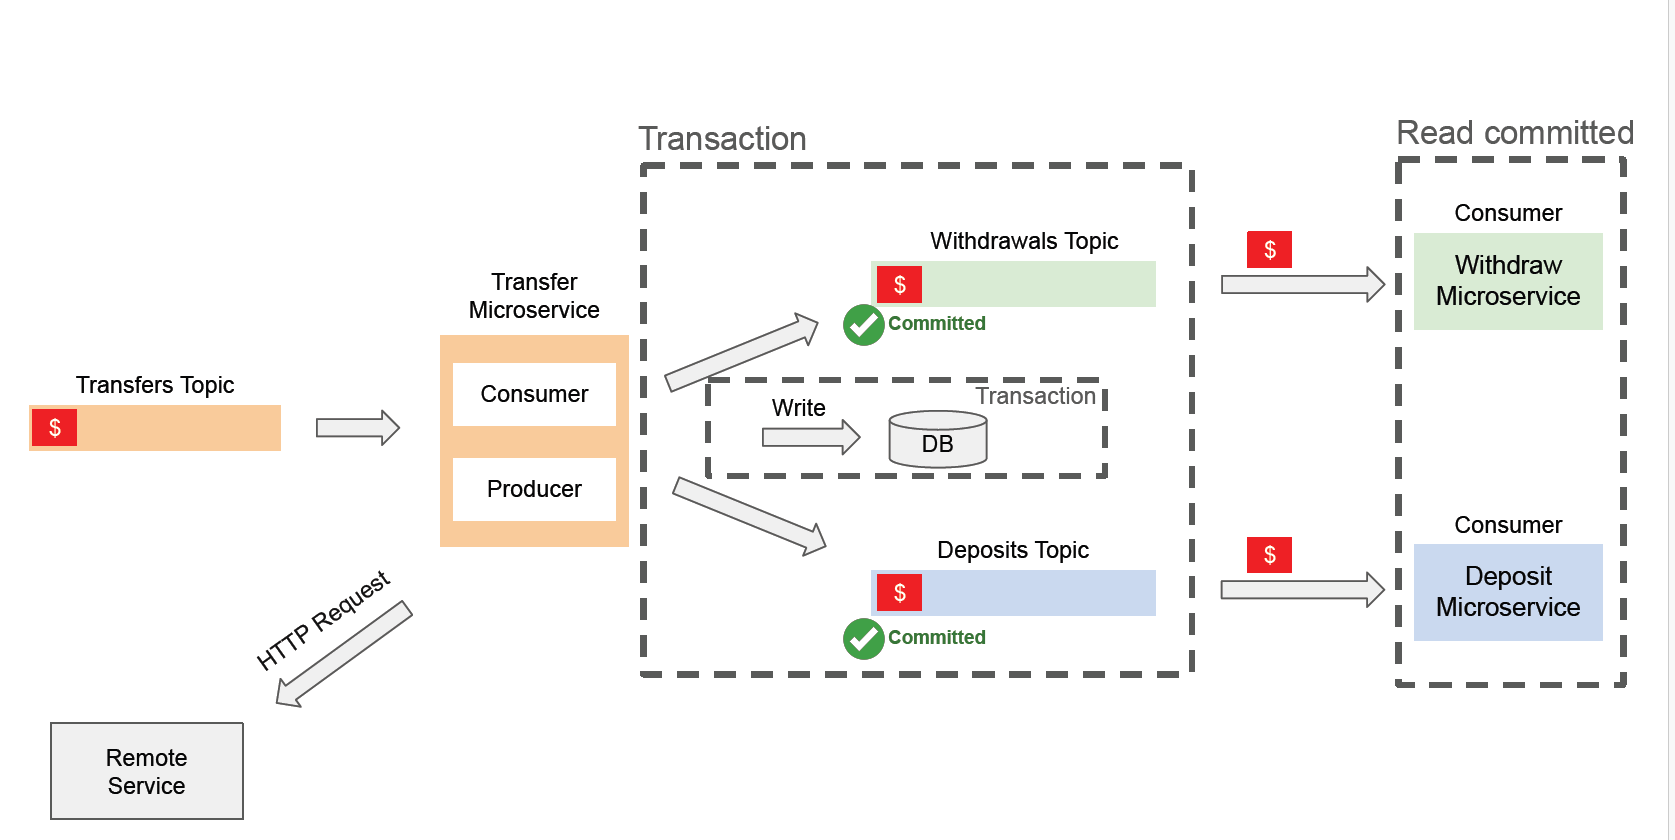 Transaction
Read committed
Consumer
Withdraw
Microservice
$
Withdrawals Topic
$
Committed
Transfer
Microservice
Consumer
Producer
Transfers Topic
$
Transaction
Write
DB
Deposits Topic
$
Committed
$
Consumer
Deposit
Microservice
HTTP Request
Remote
Service